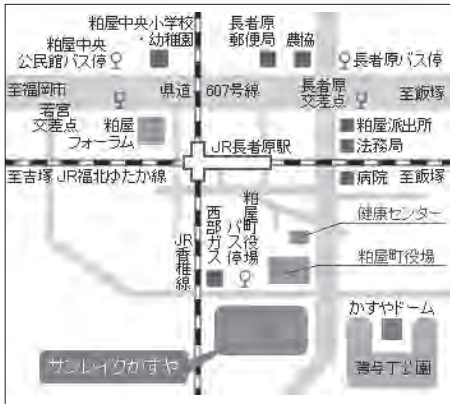 粕屋中央小学校
・幼稚園
粕屋中央
公民館バス停
長者原
郵便局
農協
長者原バス停
至福岡市
県道
607号線
長者原
交差点
至飯塚
若宮
交差点
粕屋
フォーラム
粕屋派出所
法務局
JR長者原駅
至吉塚
JR福北ゆたか線
病院
至飯塚
JR香椎線
西部ガス
粕屋町役場
バス停
健康センター
粕屋町役場
かすやドーム
サンレイクかすや
駕与丁公園